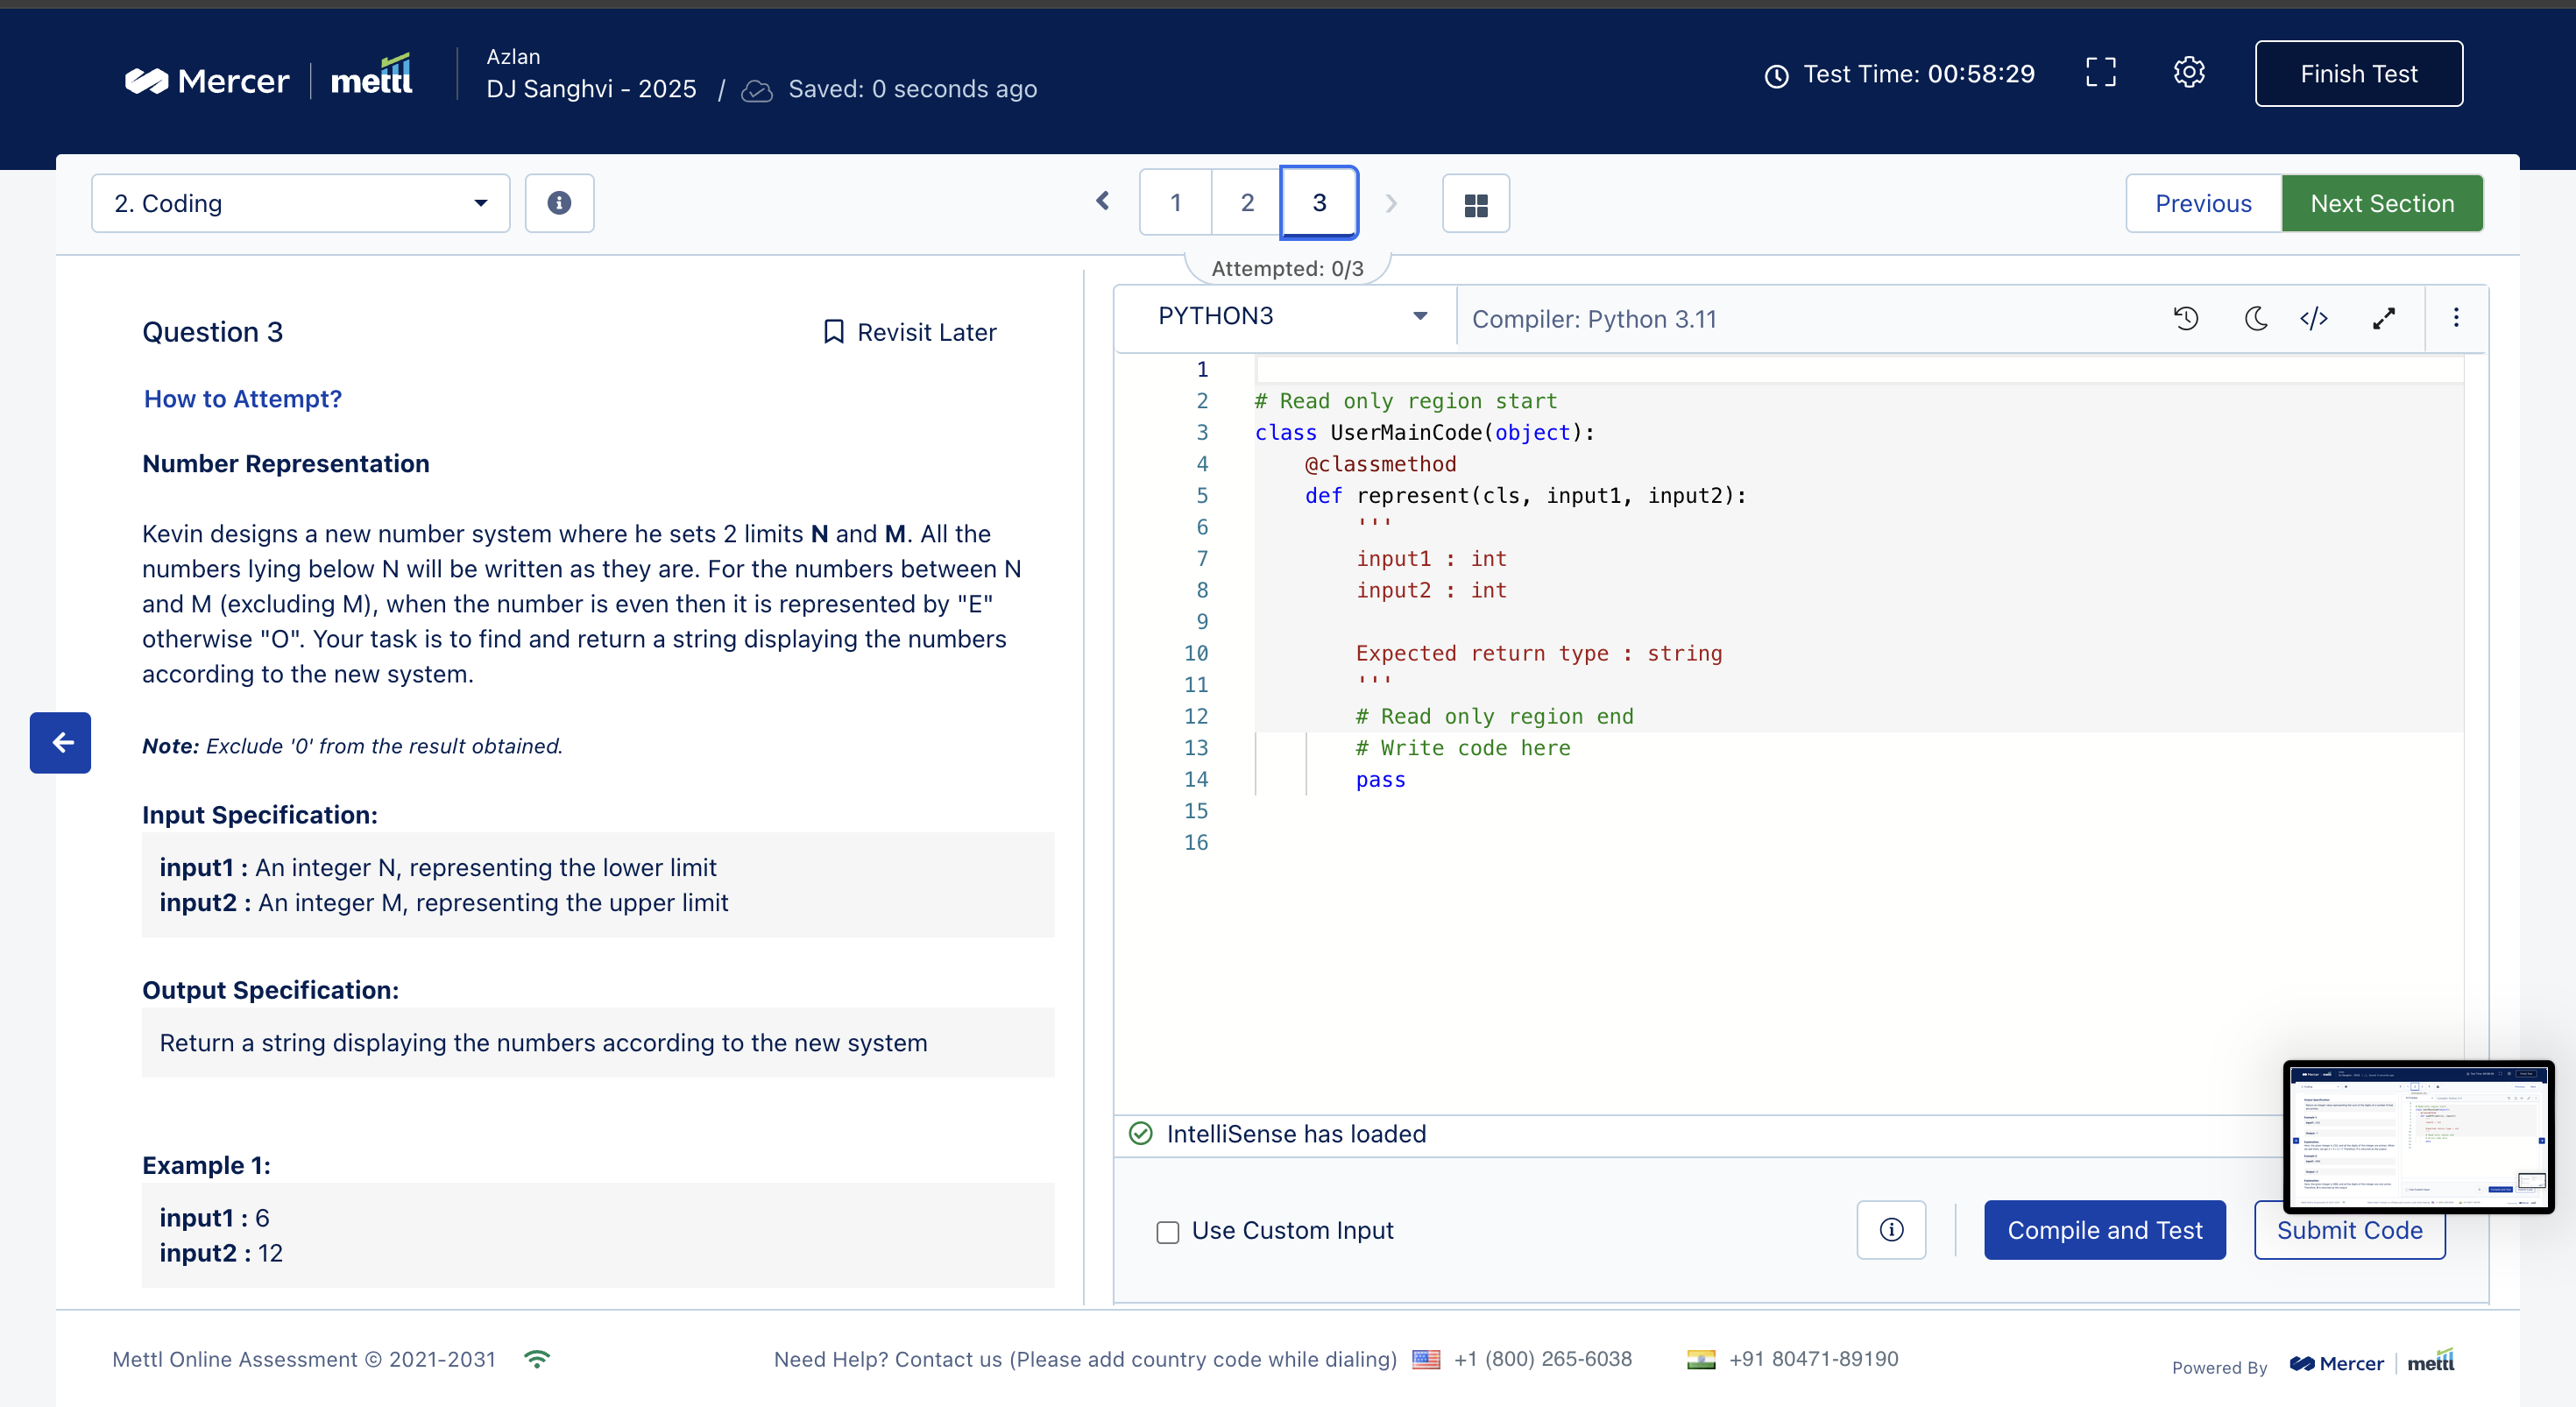 Mercer | mettl
Azlan
DJ Sanghvi - 2025 / Saved: 0 seconds ago
Test Time: 00:58:29
Finish Test
2. Coding
1 2 3
Attempted: 0/3
Previous
Next Section
Question 3
Revisit Later
How to Attempt?
Number Representation
Kevin designs a new number system where he sets 2 limits N and M. All the
numbers lying below N will be written as they are. For the numbers between N
and M (excluding M), when the number is even then it is represented by "E"
otherwise "O". Your task is to find and return a string displaying the numbers
according to the new system.
Note: Exclude '0' from the result obtained.
Input Specification:
input1 : An integer N, representing the lower limit
input2 : An integer M, representing the upper limit
Output Specification:
Return a string displaying the numbers according to the new system
Example 1:
input1 : 6
input2 : 12
PYTHON3
Compiler: Python 3.11
1
2 # Read only region start
3 class UserMainCode(object):
4 @classmethod
5 def represent(cls, input1, input2):
6 '''
7 input1 : int
8 input2 : int
9
10 Expected return type : string
11 '''
12 # Read only region end
13 # Write code here
14 pass
15
16
IntelliSense has loaded
Use Custom Input
Compile and Test
Submit Code
Mettl Online Assessment © 2021-2031
Need Help? Contact us (Please add country code while dialing) +1 (800) 265-6038 +91 80471-89190
Powered By Mercer | mettl